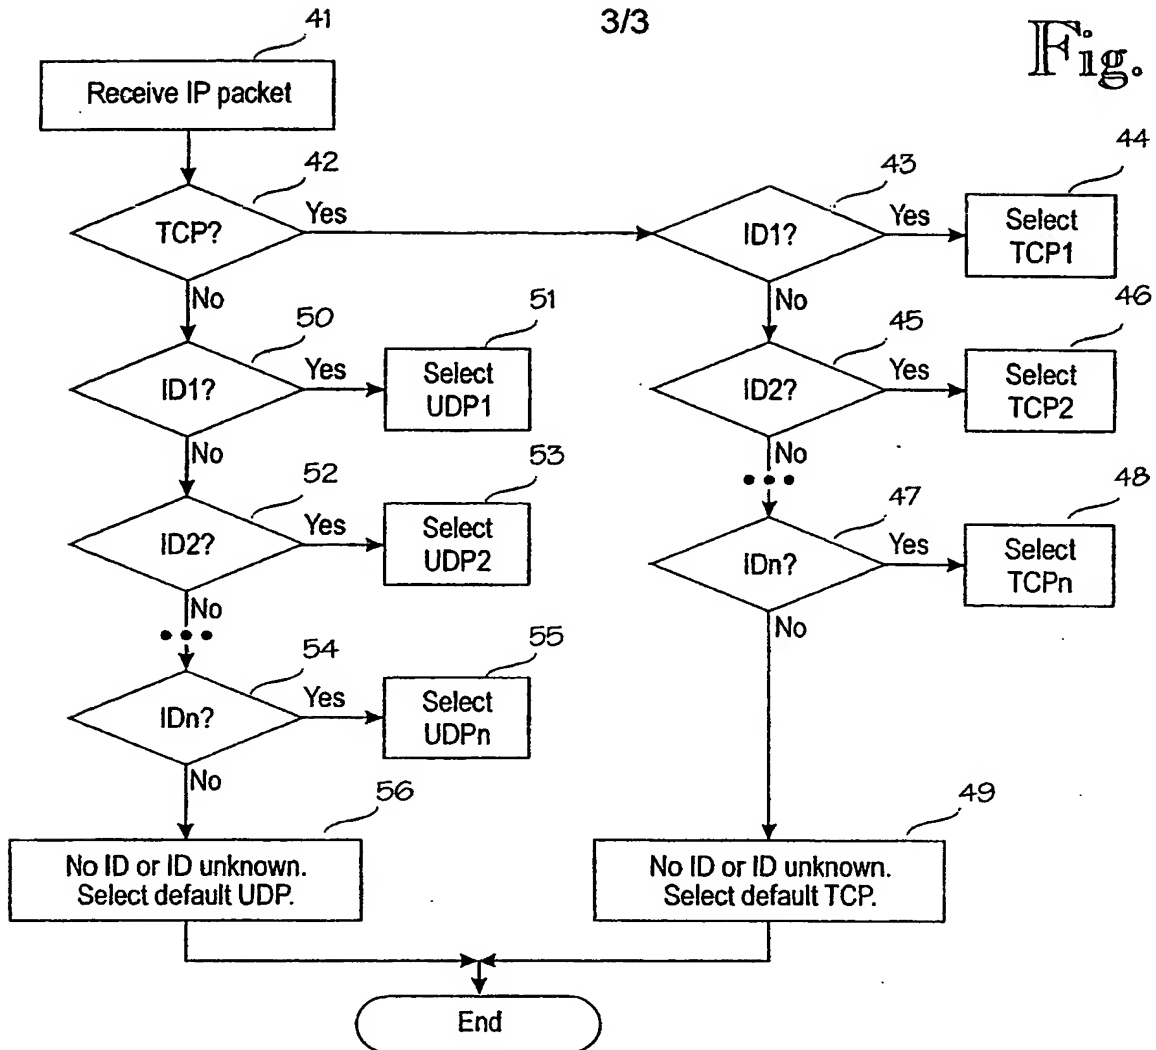 3/3
Fig.
41
Receive IP packet
42
TCP?
Yes
No
43
ID1?
Yes
No
44
Select
TCP1
50
ID1?
Yes
No
51
Select
UDP1
45
ID2?
Yes
No
46
Select
TCP2
52
ID2?
Yes
No
53
Select
UDP2
47
IDn?
Yes
No
48
Select
TCPn
54
IDn?
Yes
No
55
Select
UDPn
56
No ID or ID unknown.
Select default UDP.
49
No ID or ID unknown.
Select default TCP.
End